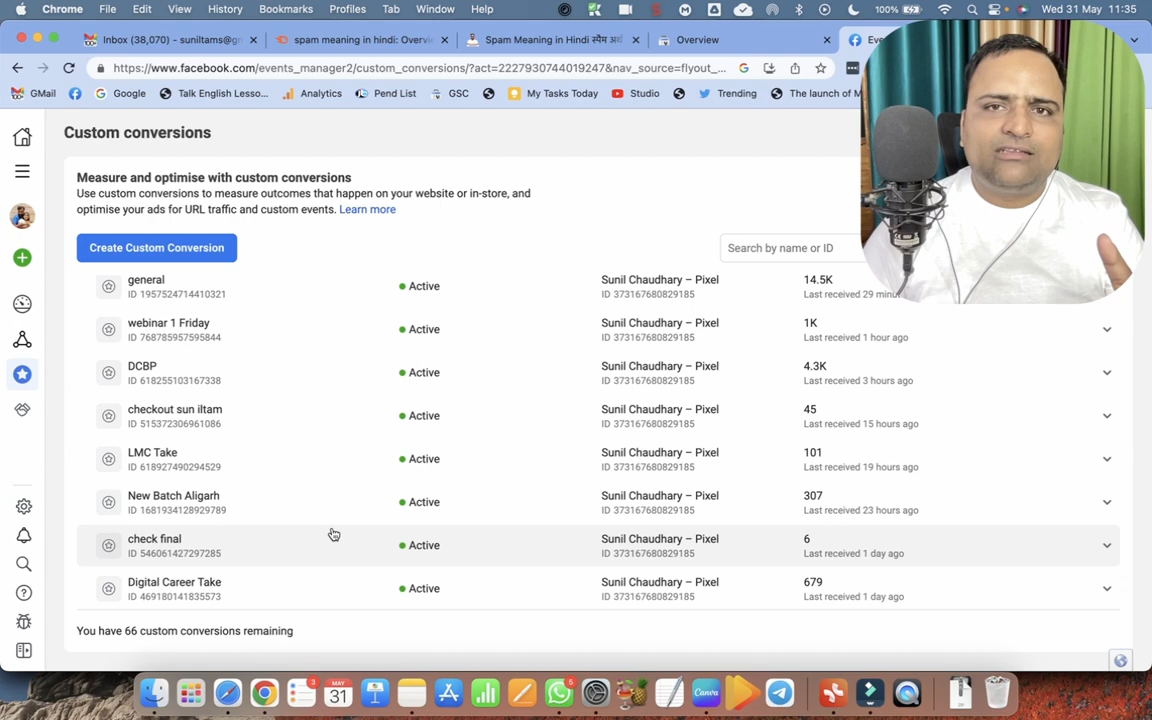 Chrome File Edit View History Bookmarks Profiles Tab Window Help 100% Wed 31 May 11:35
Inbox (38,070) - suniltams@gm
spam meaning in hindi: Overvi
Spam Meaning in Hindi स्पैम अर्थ
Overview
https://www.facebook.com/events_manager2/custom_conversions/?act=2227930744019247&nav_source=flyout_...
GMail Google Talk English Lesso... Analytics Pend List GSC My Tasks Today Studio Trending The launch of
Custom conversions
Measure and optimise with custom conversions
Use custom conversions to measure outcomes that happen on your website or in-store, and
optimise your ads for URL traffic and custom events. Learn more
Create Custom Conversion
Search by name or ID
general Active Sunil Chaudhary – Pixel 14.5K
ID 1957524714410321 ID 373167680829185 Last received 29
webinar 1 Friday Active Sunil Chaudhary – Pixel 1K
ID 768785957595844 ID 373167680829185 Last received 1 hour ago
DCBP Active Sunil Chaudhary – Pixel 4.3K
ID 618255103167338 ID 373167680829185 Last received 3 hours ago
checkout sun iltam Active Sunil Chaudhary – Pixel 45
ID 515372306961086 ID 373167680829185 Last received 15 hours ago
LMC Take Active Sunil Chaudhary – Pixel 101
ID 618927490294529 ID 373167680829185 Last received 19 hours ago
New Batch Aligarh Active Sunil Chaudhary – Pixel 307
ID 1681934128929789 ID 373167680829185 Last received 23 hours ago
check final Active Sunil Chaudhary – Pixel 6
ID 546061427297285 ID 373167680829185 Last received 1 day ago
Digital Career Take Active Sunil Chaudhary – Pixel 679
ID 469180141835573 ID 373167680829185 Last received 1 day ago
You have 66 custom conversions remaining
3
MAY
31
5
Canva